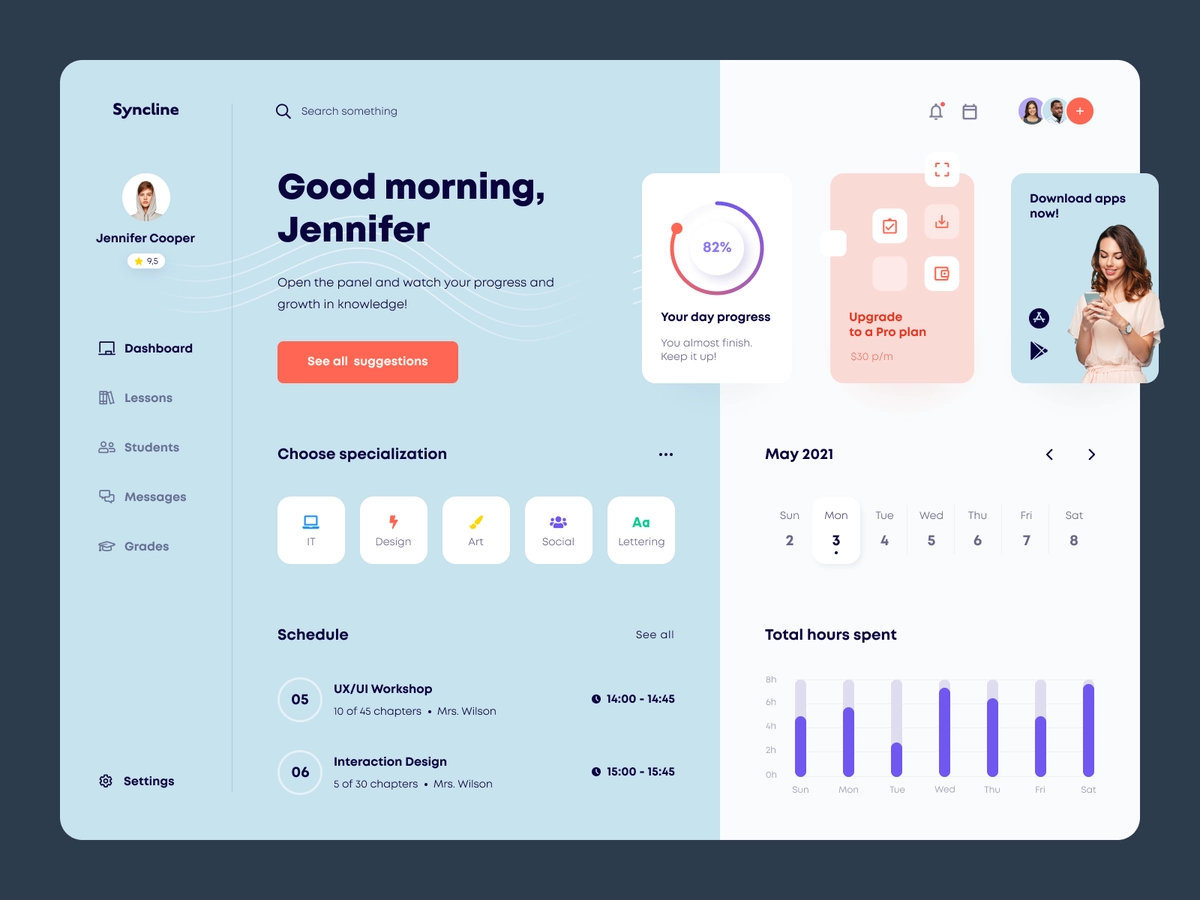 Syncline
Search something
Jennifer Cooper
9,5
Dashboard
Lessons
Students
Messages
Grades
Settings
Good morning,
Jennifer
Open the panel and watch your progress and
growth in knowledge!
See all suggestions
82%
Your day progress
You almost finish.
Keep it up!
Upgrade
to a Pro plan
$30 p/m
Download apps
now!
Choose specialization
IT
Design
Art
Social
Aa
Lettering
May 2021
Sun Mon Tue Wed Thu Fri Sat
2 3 4 5 6 7 8
Schedule
See all
05
UX/UI Workshop
10 of 45 chapters • Mrs. Wilson
14:00 - 14:45
06
Interaction Design
5 of 30 chapters • Mrs. Wilson
15:00 - 15:45
Total hours spent
8h
6h
4h
2h
0h
Sun Mon Tue Wed Thu Fri Sat